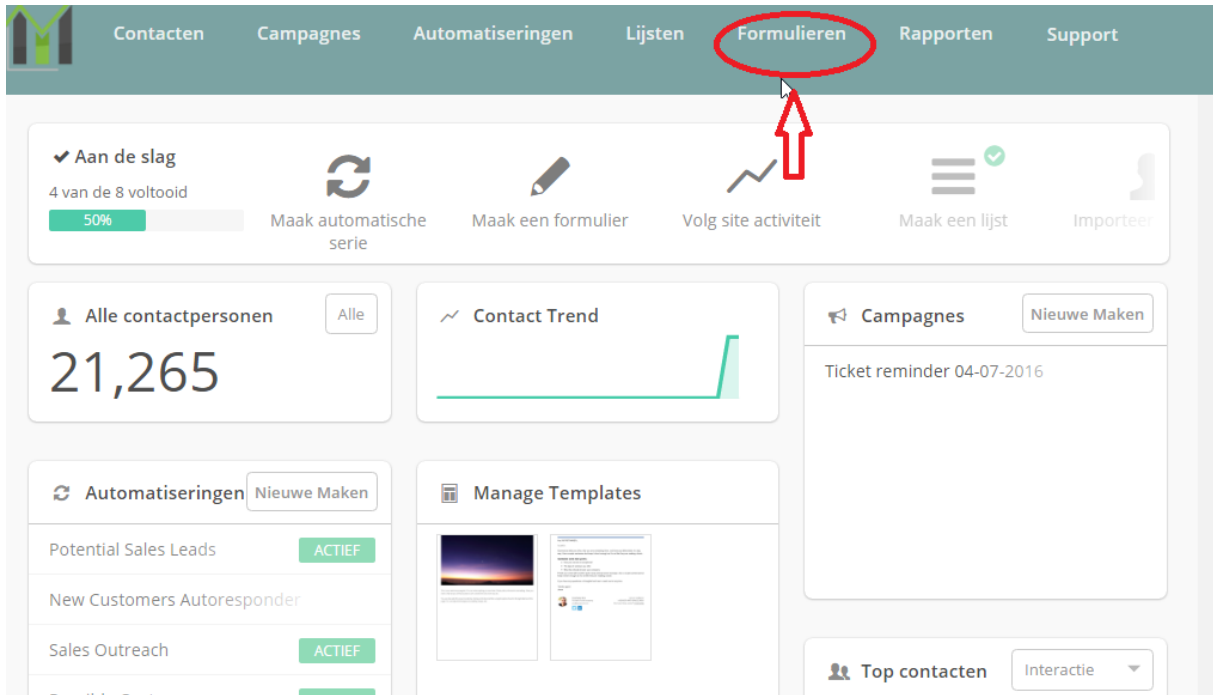 Contacten Campagnes Automatiseringen Lijsten Formulieren Rapporten Support
Aan de slag
4 van de 8 voltooid
50%
Maak automatische
serie
Maak een formulier
Volg site activiteit
Maak een lijst
Importeer
Alle contactpersonen
Alle
21,265
Contact Trend
Campagnes
Nieuwe Maken
Ticket reminder 04-07-2016
Automatiseringen
Nieuwe Maken
Potential Sales Leads
ACTIEF
New Customers Autoresponder
Sales Outreach
ACTIEF
Manage Templates
Top contacten
Interactie